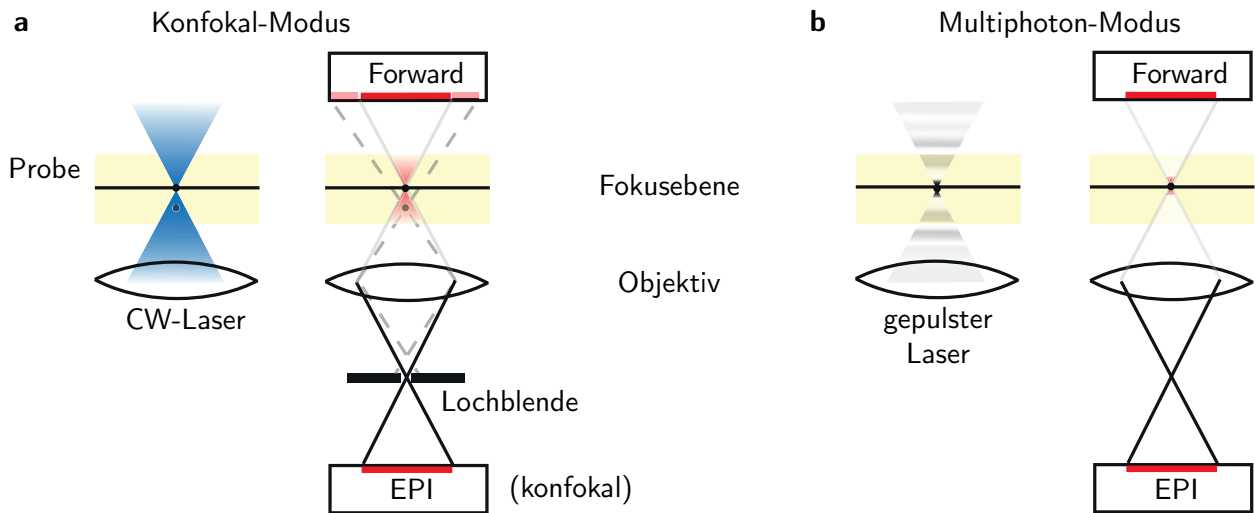 a
Konfokal-Modus
b
Multiphoton-Modus
Forward
Forward
Probe
Fokusebene
Objektiv
CW-Laser
gepulster
Laser
Lochblende
EPI
(konfokal)
EPI